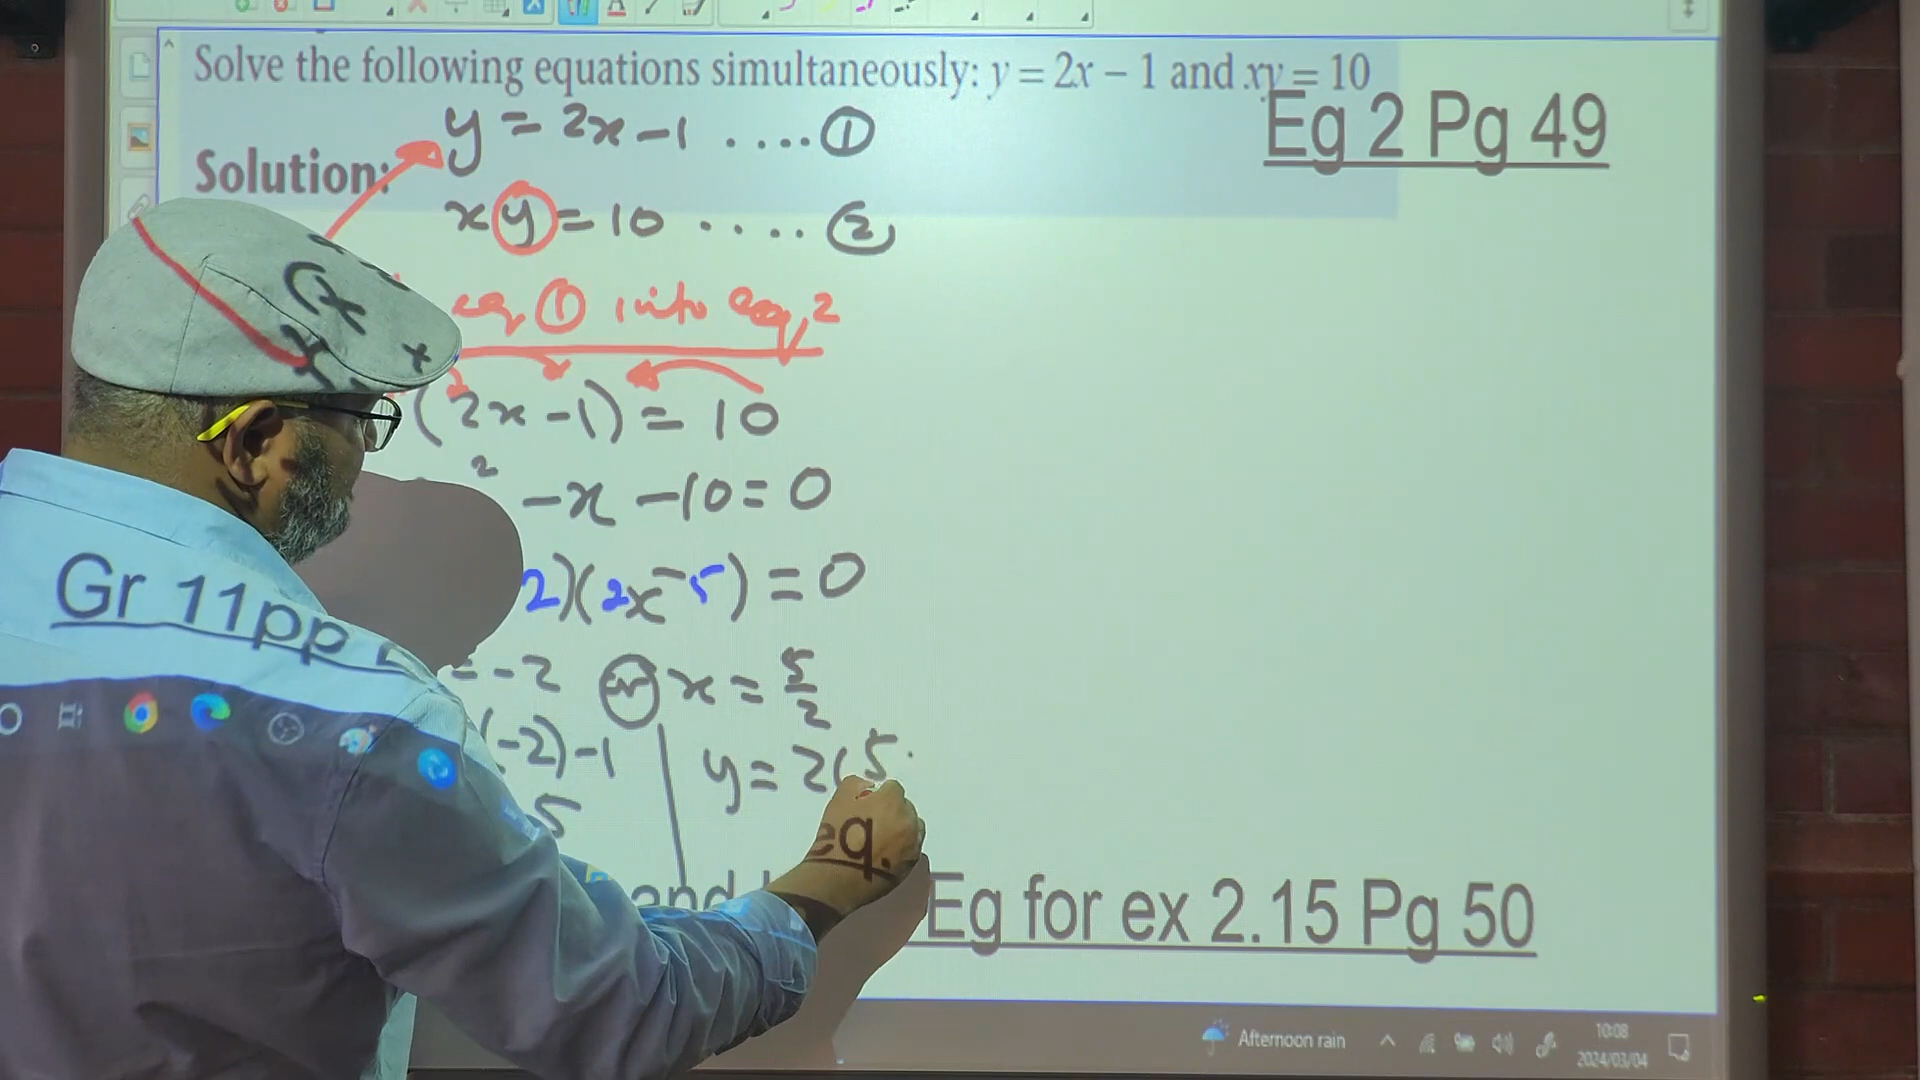 Solve the following equations simultaneously: y = 2x – 1 and xy = 10
Eg 2 Pg 49
y = 2x - 1 .... ①
Solution:
xy = 10 .... ②
eq ① into eq, 2
(2x - 1) = 10
² - x - 10 = 0
2)(2x - 5) = 0
= -2 or x = 5/2
(-2) - 1
y = 2(5
5
eq.
and
Eg for ex 2.15 Pg 50
Gr 11pp
(x
+
Afternoon rain
10:08
2024/03/04